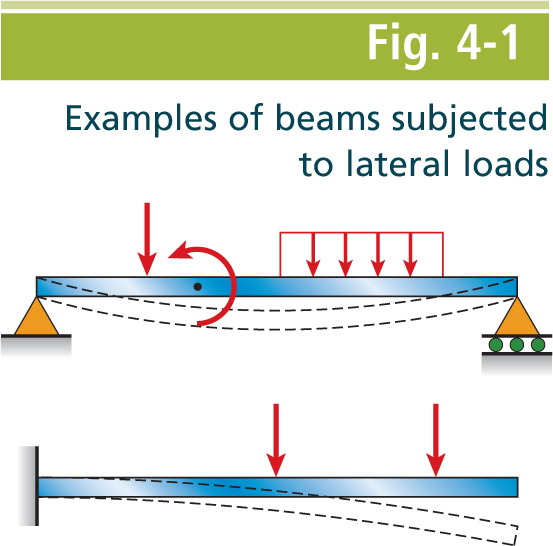 Fig. 4-1
Examples of beams subjected
to lateral loads